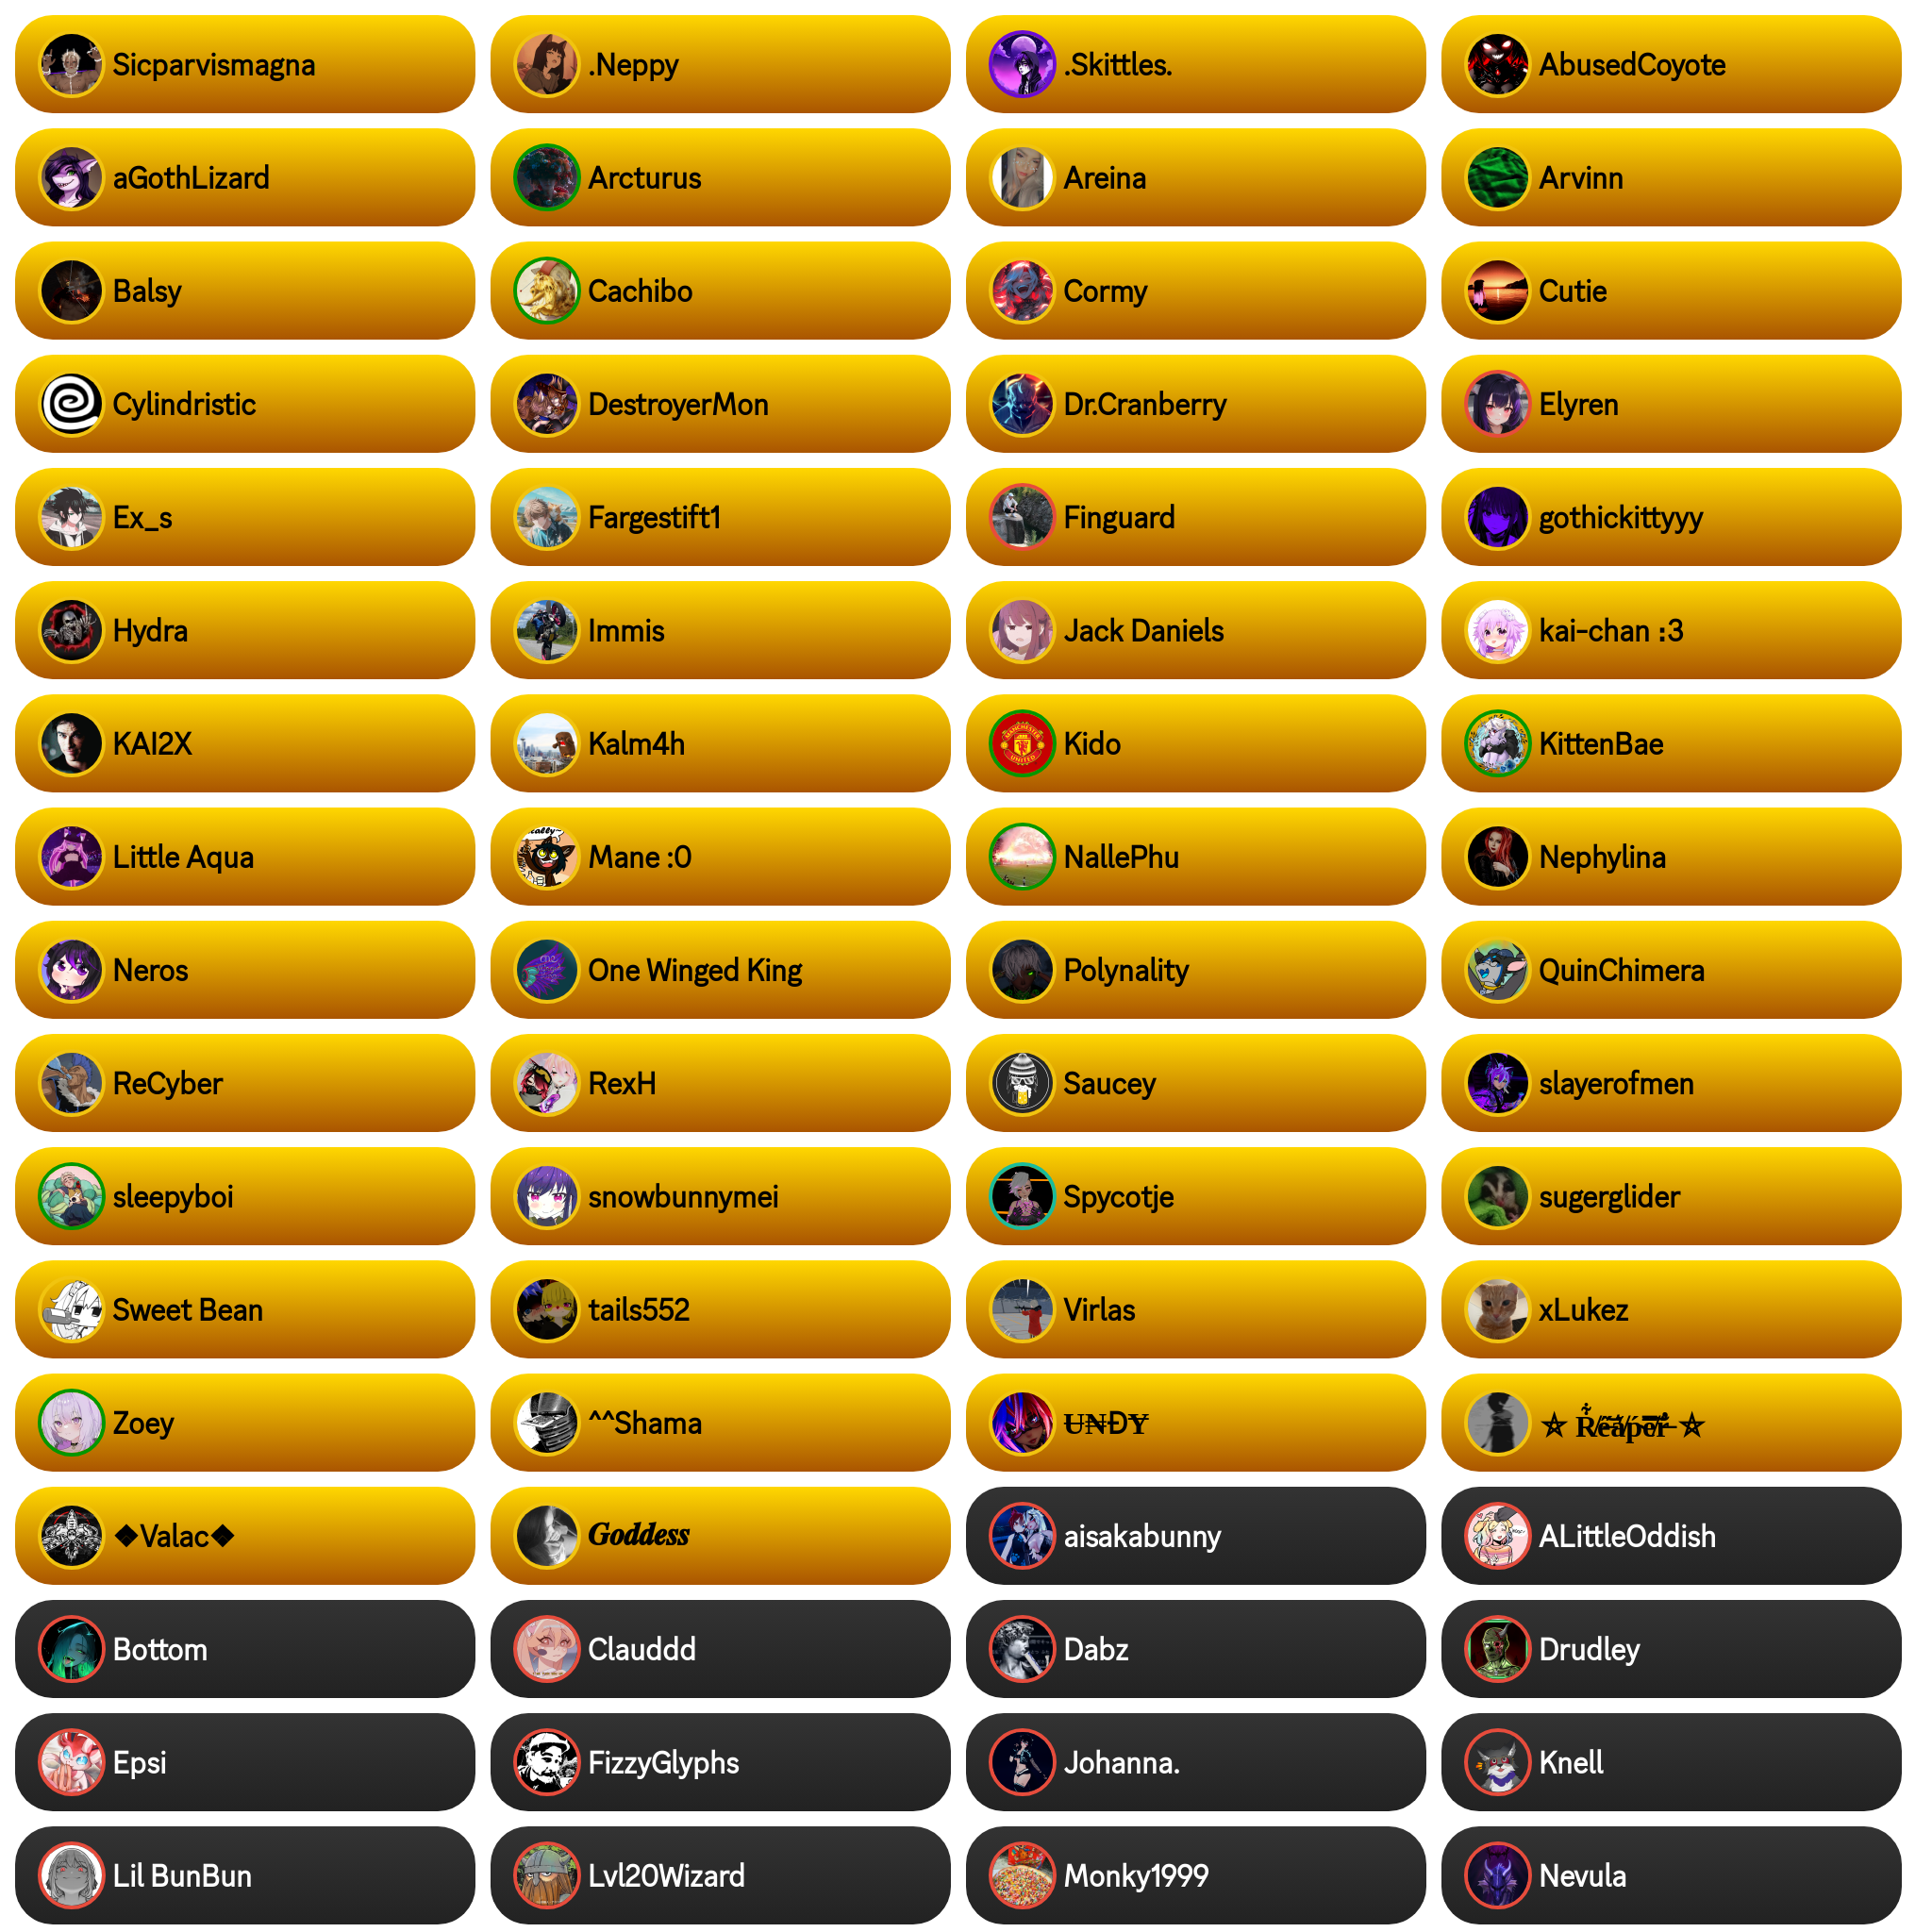 Sicparvismagna
.Neppy
.Skittles.
AbusedCoyote
aGothLizard
Arcturus
Areina
Arvinn
Balsy
Cachibo
Cormy
Cutie
Cylindristic
DestroyerMon
Dr.Cranberry
Elyren
Ex_s
Fargestift1
Finguard
gothickittyyy
Hydra
Immis
Jack Daniels
kai-chan :3
KAI2X
Kalm4h
MANCHESTER
UNITED
Kido
KittenBae
Little Aqua
Mane :0
NallePhu
Nephylina
Neros
One Winged King
Polynality
QuinChimera
ReCyber
RexH
Saucey
slayerofmen
sleepyboi
snowbunnymei
Spycotje
sugerglider
Sweet Bean
tails552
Virlas
xLukez
Zoey
^^Shama
U̶N̶ĐY̶
⛤ Reaper ⛤
◆Valac◆
Goddess
aisakabunny
ALittleOddish
Bottom
Clauddd
Dabz
Drudley
Epsi
FizzyGlyphs
Johanna.
Knell
Lil BunBun
Lvl20Wizard
Monky1999
Nevula